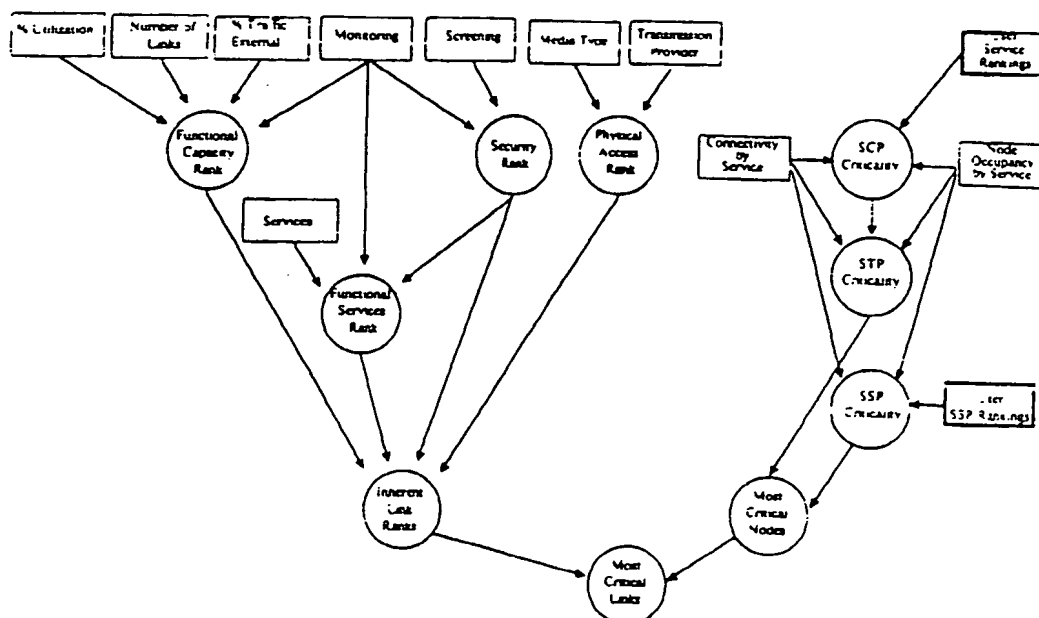 % Utilization
Number of
Links
% Traffic
External
Monitoring
Screening
Media Type
Transmission
Provider
User
Service
Rankings
Functional
Capacity
Rank
Security
Rank
Physical
Access
Rank
Connectivity
by
Service
SCP
Criticality
Node
Occupancy
by Service
Services
STP
Criticality
Functional
Services
Rank
SSP
Criticality
User
SSP Rankings
Inherent
Link
Ranks
Most
Critical
Nodes
Most
Critical
Links